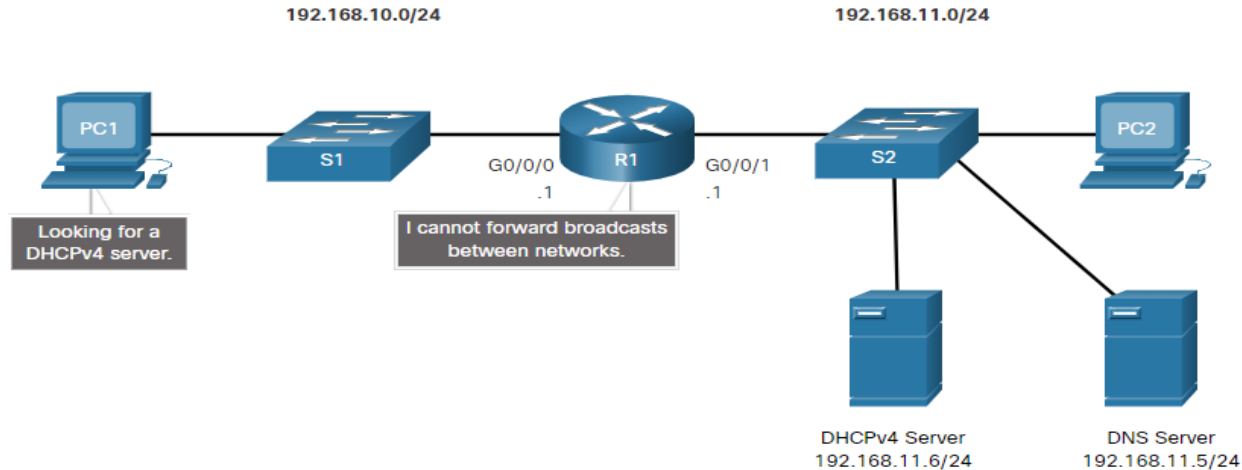 192.168.10.0/24
192.168.11.0/24
PC1
S1
R1
S2
PC2
G0/0/0
.1
G0/0/1
.1
Looking for a
DHCPv4 server.
I cannot forward broadcasts
between networks.
DHCPv4 Server
192.168.11.6/24
DNS Server
192.168.11.5/24